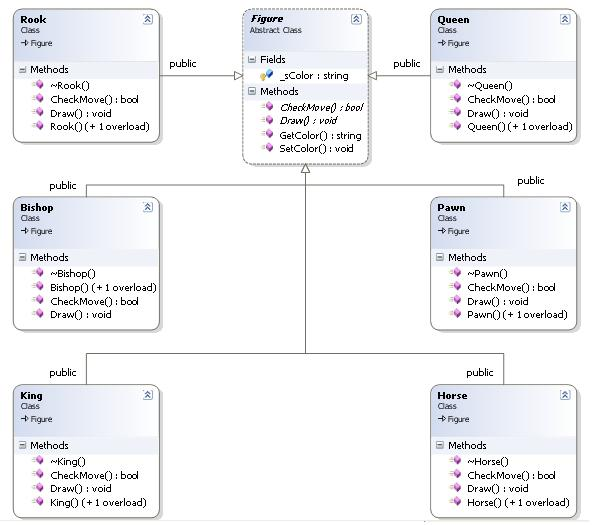 Rook
Class
Figure
Methods
~Rook()
CheckMove() : bool
Draw() : void
Rook() (+ 1 overload)
public
Figure
Abstract Class
Fields
_sColor : string
Methods
CheckMove() : bool
Draw() : void
GetColor() : string
SetColor() : void
public
Queen
Class
Figure
Methods
~Queen()
CheckMove() : bool
Draw() : void
Queen() (+ 1 overload)
public
Bishop
Class
Figure
Methods
~Bishop()
Bishop() (+ 1 overload)
CheckMove() : bool
Draw() : void
public
Pawn
Class
Figure
Methods
~Pawn()
CheckMove() : bool
Draw() : void
Pawn() (+ 1 overload)
public
King
Class
Figure
Methods
~King()
CheckMove() : bool
Draw() : void
King() (+ 1 overload)
public
Horse
Class
Figure
Methods
~Horse()
CheckMove() : bool
Draw() : void
Horse() (+ 1 overload)